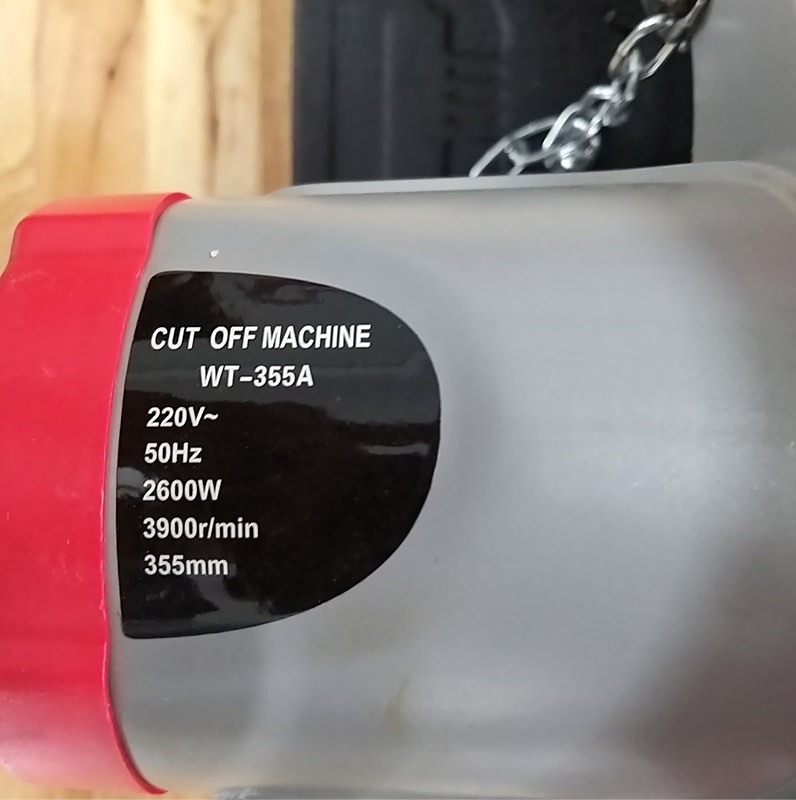 CUT OFF MACHINE
WT-355A
220V~
50Hz
2600W
3900r/min
355mm